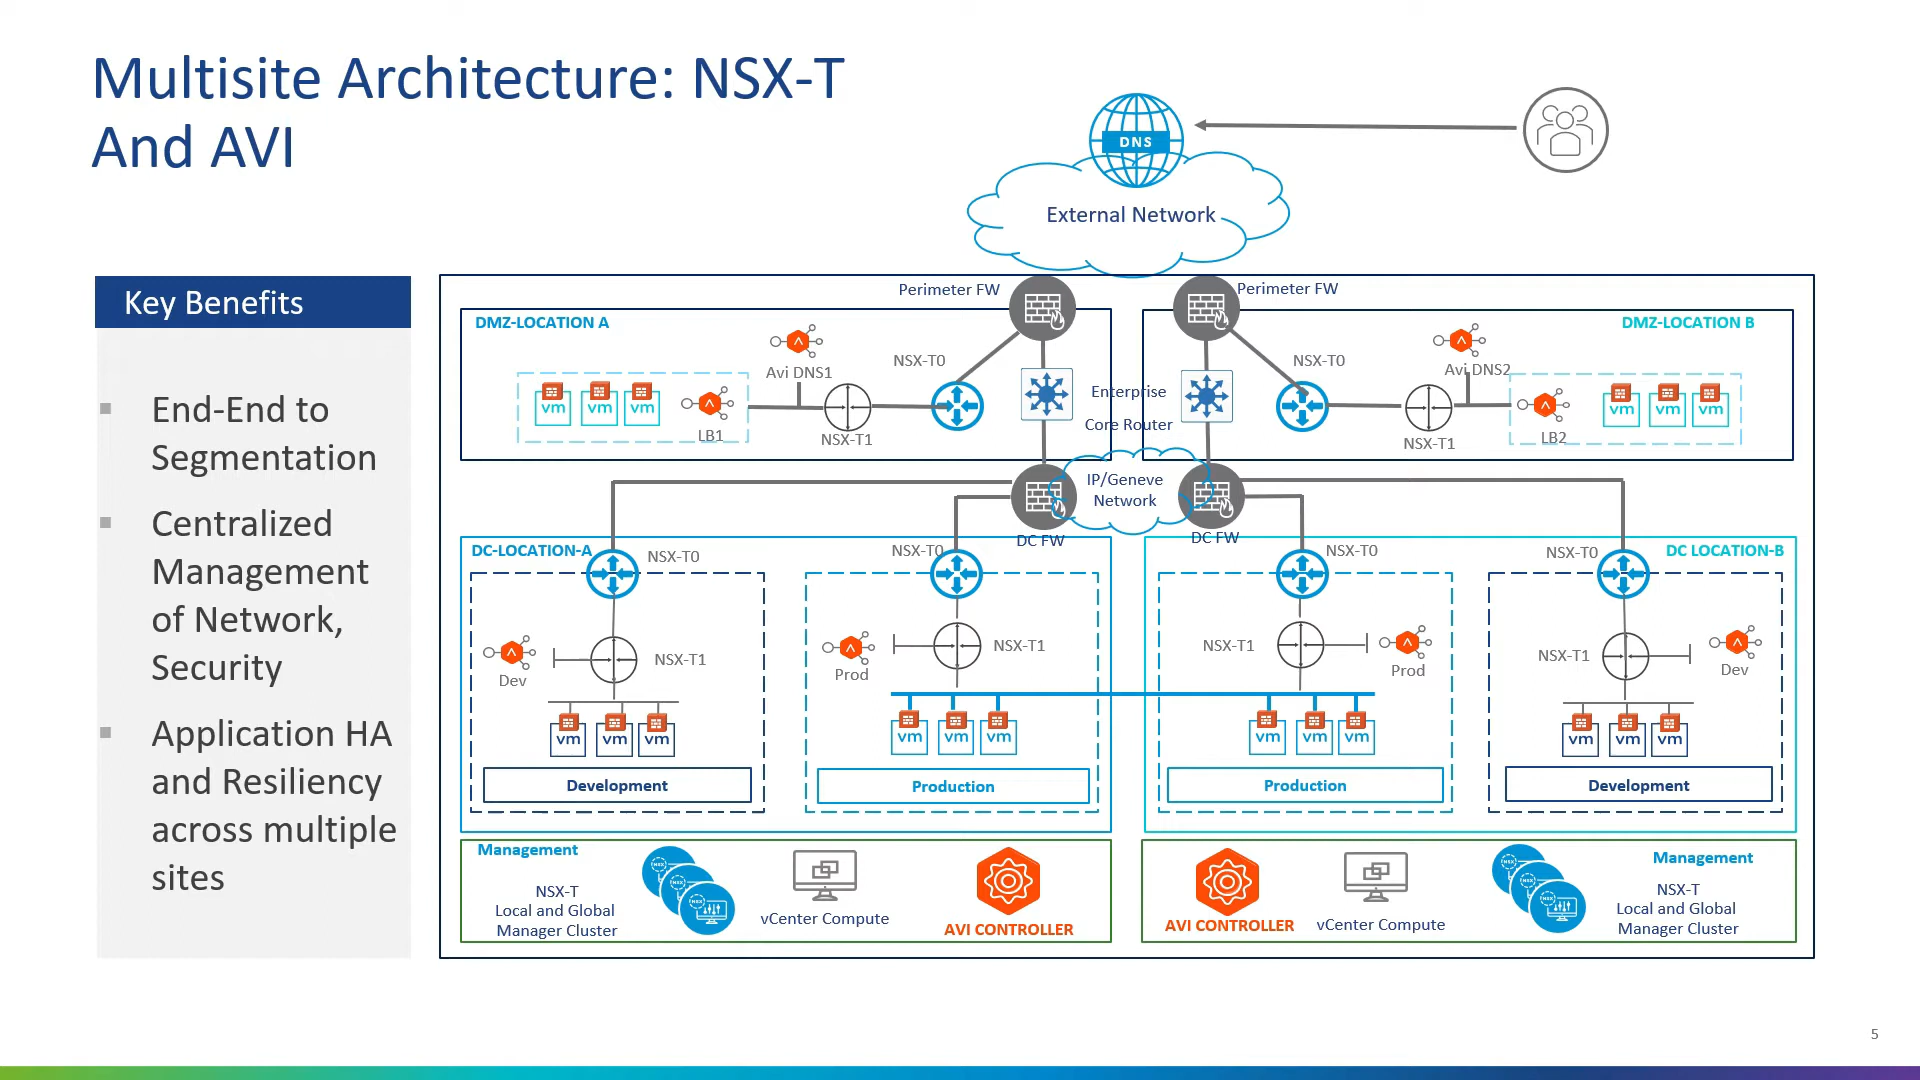 Multisite Architecture: NSX-T
And AVI
DNS
External Network
Key Benefits
End-End to
Segmentation
Centralized
Management
of Network,
Security
Application HA
and Resiliency
across multiple
sites
Perimeter FW
Perimeter FW
DMZ-LOCATION A
Avi DNS1
NSX-T0
vm
vm
vm
LB1
NSX-T1
Enterprise
Core Router
DMZ-LOCATION B
NSX-T0
Avi DNS2
NSX-T1
LB2
vm
vm
vm
IP/Geneve
Network
DC FW
DC FW
DC-LOCATION-A
NSX-T0
NSX-T0
Dev
NSX-T1
Prod
NSX-T1
vm
vm
vm
vm
vm
vm
Development
Production
NSX-T0
NSX-T0
DC LOCATION-B
NSX-T1
Prod
NSX-T1
Dev
vm
vm
vm
vm
vm
vm
Production
Development
Management
NSX-T
Local and Global
Manager Cluster
NSX
NSX
NSX
vCenter Compute
AVI CONTROLLER
AVI CONTROLLER
vCenter Compute
NSX
NSX
NSX
Management
NSX-T
Local and Global
Manager Cluster
5